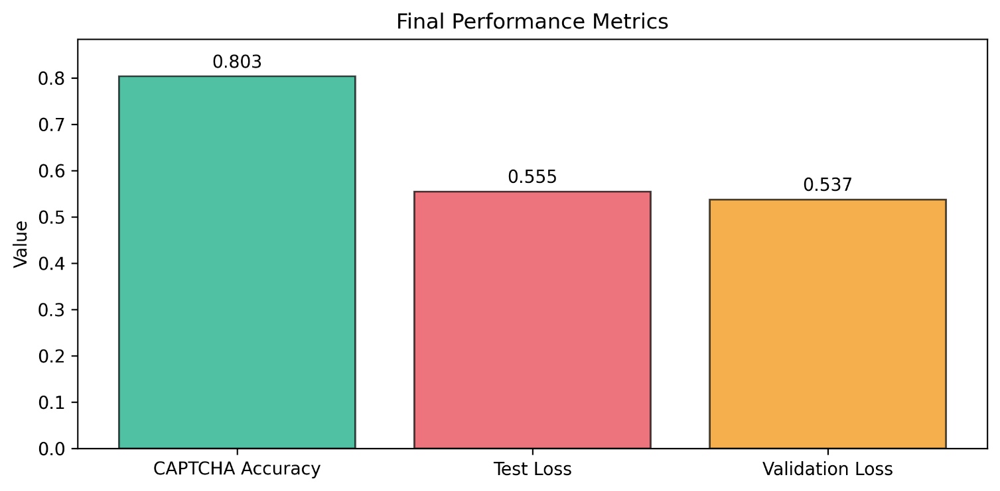 Final Performance Metrics
0.803
0.555
0.537
Value
0.8
0.7
0.6
0.5
0.4
0.3
0.2
0.1
0.0
CAPTCHA Accuracy
Test Loss
Validation Loss